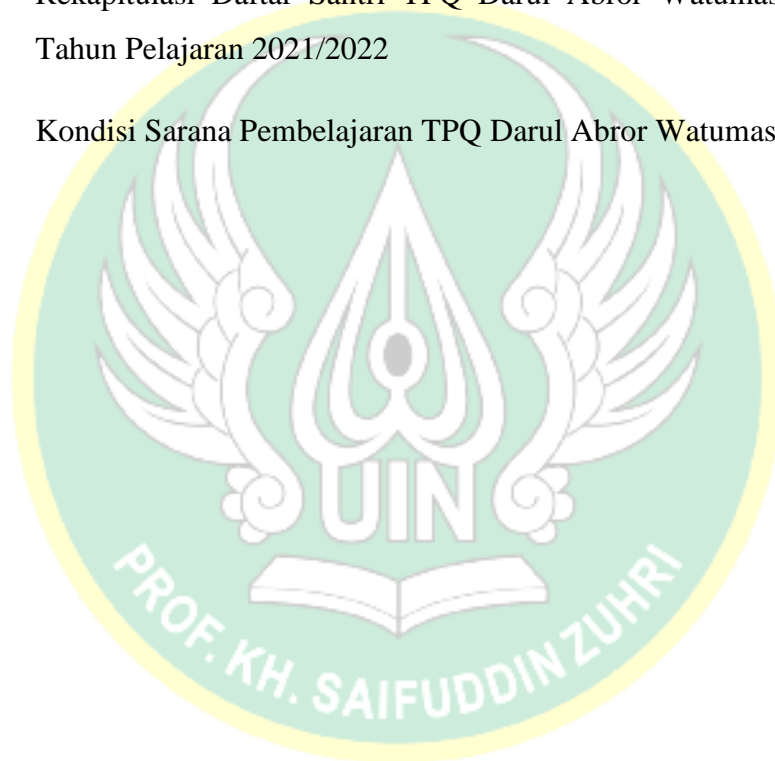 Rekapitulasi Daftar Santri TPQ Darul Abror Watumas
Tahun Pelajaran 2021/2022
Kondisi Sarana Pembelajaran TPQ Darul Abror Watumas
UIN
PROF. KH. SAIFUDDIN ZUHRI